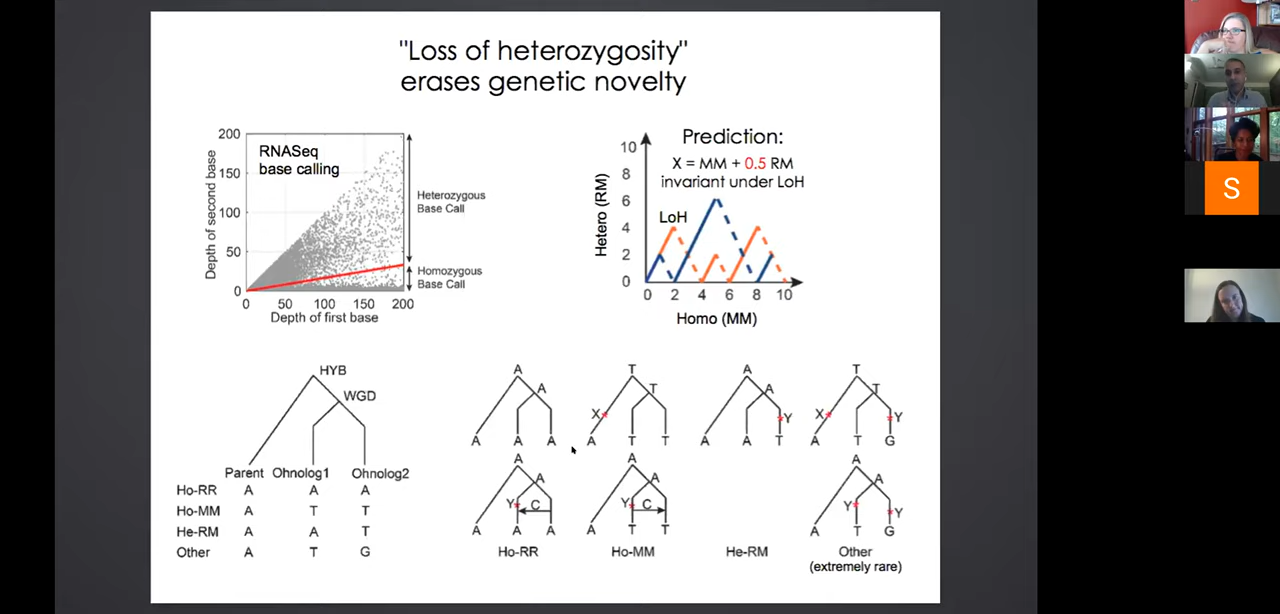 "Loss of heterozygosity"
erases genetic novelty
RNASeq
base calling
Depth of second base
200
150
100
50
0
0 50 100 150 200
Depth of first base
Heterozygous
Base Call
Homozygous
Base Call
Prediction:
X = MM + 0.5 RM
invariant under LoH
LoH
Hetero (RM)
10
8
6
4
2
0
0 2 4 6 8 10
Homo (MM)
S
HYB
WGD
Parent Ohnolog1 Ohnolog2
Ho-RR A A A
Ho-MM A T T
He-RM A A T
Other A T G
A T A T
A T A T
X Y X Y
A A A A T T A A T A T G
A A A
A A A
Y C Y C Y Y
A A A A T T A T G
Ho-RR Ho-MM He-RM Other
(extremely rare)